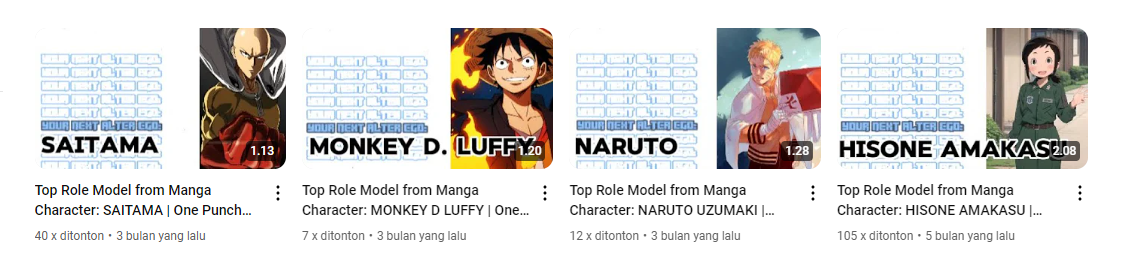 YOUR NEXT ALTER EGO:
SAITAMA
1.13
Top Role Model from Manga
Character: SAITAMA | One Punch...
40 x ditonton • 3 bulan yang lalu
MONKEY D. LUFFY
1.20
Top Role Model from Manga
Character: MONKEY D LUFFY | One...
7 x ditonton • 3 bulan yang lalu
YOUR NEXT ALTER EGO:
NARUTO
1.28
Top Role Model from Manga
Character: NARUTO UZUMAKI |...
12 x ditonton • 3 bulan yang lalu
YOUR NEXT ALTER EGO:
HISONE AMAKASU
2.08
Top Role Model from Manga
Character: HISONE AMAKASU |...
105 x ditonton • 5 bulan yang lalu